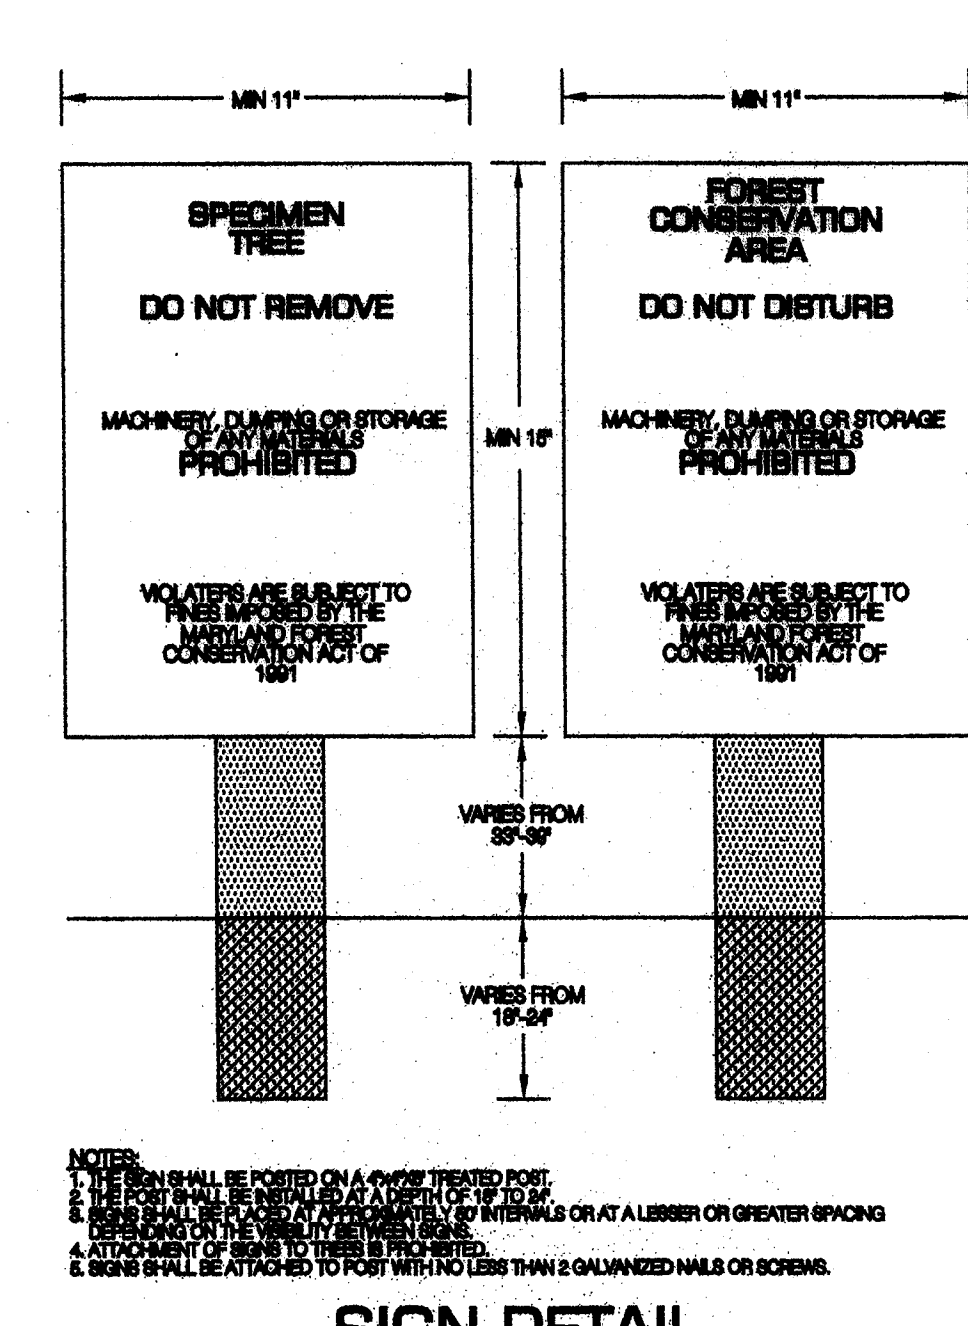 MIN 11"
MIN 11"
SPECIMEN
TREE
DO NOT REMOVE
MACHINERY, DUMPING OR STORAGE
OF ANY MATERIALS
PROHIBITED
VIOLATERS ARE SUBJECT TO
FINES IMPOSED BY THE
MARYLAND FOREST
CONSERVATION ACT OF
1991
MIN 15"
FOREST
CONSERVATION
AREA
DO NOT DISTURB
MACHINERY, DUMPING OR STORAGE
OF ANY MATERIALS
PROHIBITED
VIOLATERS ARE SUBJECT TO
FINES IMPOSED BY THE
MARYLAND FOREST
CONSERVATION ACT OF
1991
VARIES FROM
33"-39"
VARIES FROM
18"-24"
NOTES:
1. THE SIGN SHALL BE POSTED ON A TREATED POST.
2. THE POST SHALL BE INSTALLED AT A DEPTH OF 18" TO 24".
3. SIGNS SHALL BE PLACED AT APPROXIMATELY INTERVALS OR AT A LESSER OR GREATER SPACING
DEPENDING ON THE VISIBILITY BETWEEN SIGNS.
4. ATTACHMENT OF SIGNS TO TREES IS PROHIBITED.
5. SIGNS SHALL BE ATTACHED TO POST WITH NO LESS THAN 2 GALVANIZED NAILS OR SCREWS.
SIGN DETAIL